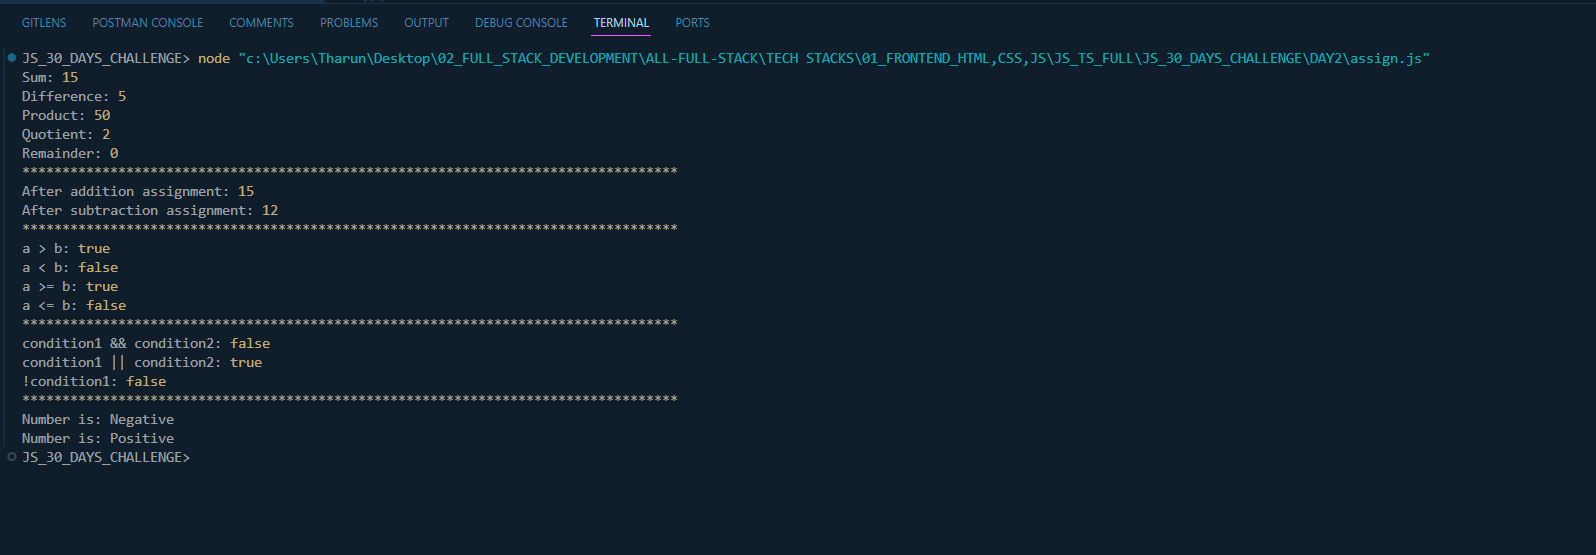 GITLENS POSTMAN CONSOLE COMMENTS PROBLEMS OUTPUT DEBUG CONSOLE TERMINAL PORTS
JS_30_DAYS_CHALLENGE> node "c:\Users\Tharun\Desktop\02_FULL_STACK_DEVELOPMENT\ALL-FULL-STACK\TECH STACKS\01_FRONTEND_HTML,CSS,JS\JS_TS_FULL\JS_30_DAYS_CHALLENGE\DAY2\assign.js"
Sum: 15
Difference: 5
Product: 50
Quotient: 2
Remainder: 0
**********************************************************************************
After addition assignment: 15
After subtraction assignment: 12
**********************************************************************************
a > b: true
a < b: false
a >= b: true
a <= b: false
**********************************************************************************
condition1 && condition2: false
condition1 || condition2: true
!condition1: false
**********************************************************************************
Number is: Negative
Number is: Positive
JS_30_DAYS_CHALLENGE>